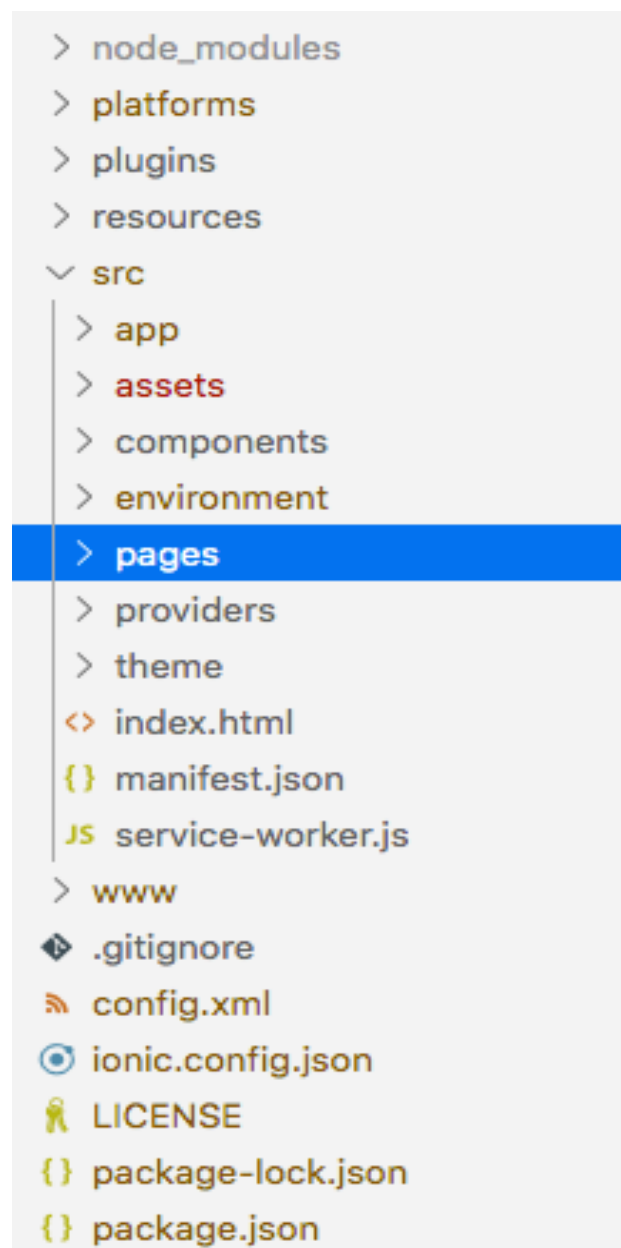 node_modules
platforms
plugins
resources
src
app
assets
components
environment
pages
providers
theme
<> index.html
{} manifest.json
JS service-worker.js
www
.gitignore
config.xml
ionic.config.json
LICENSE
{} package-lock.json
{} package.json